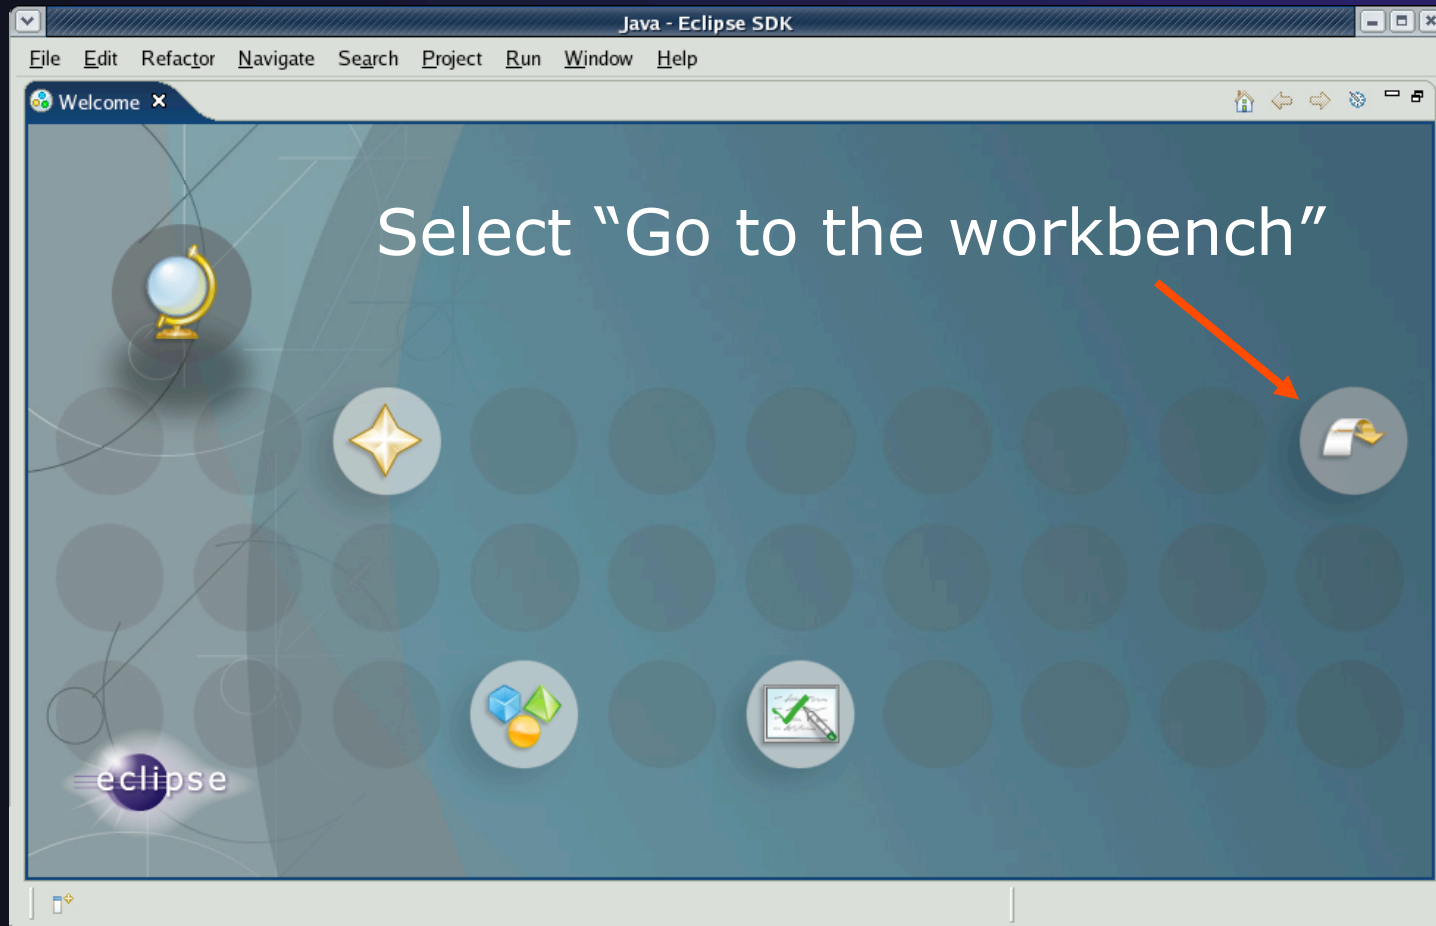 Java - Eclipse SDK
File Edit Refactor Navigate Search Project Run Window Help
Welcome
Select “Go to the workbench”
eclipse